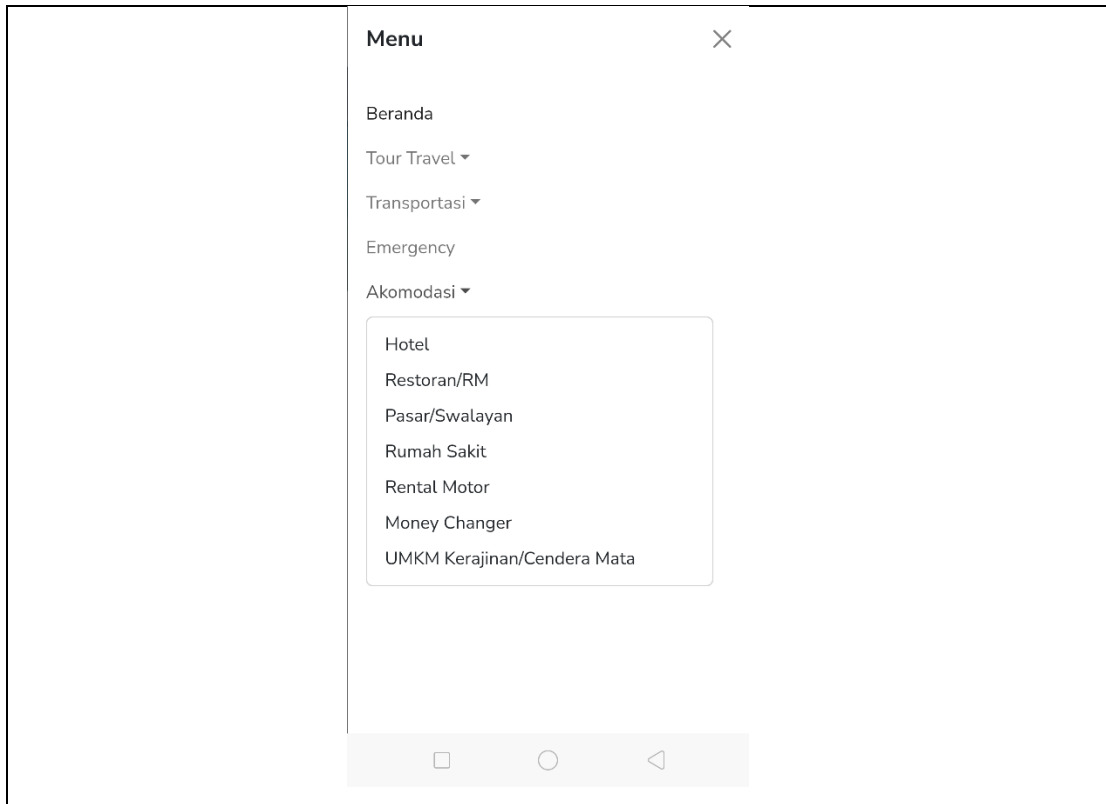 Menu
Beranda
Tour Travel
Transportasi
Emergency
Akomodasi
Hotel
Restoran/RM
Pasar/Swalayan
Rumah Sakit
Rental Motor
Money Changer
UMKM Kerajinan/Cendera Mata